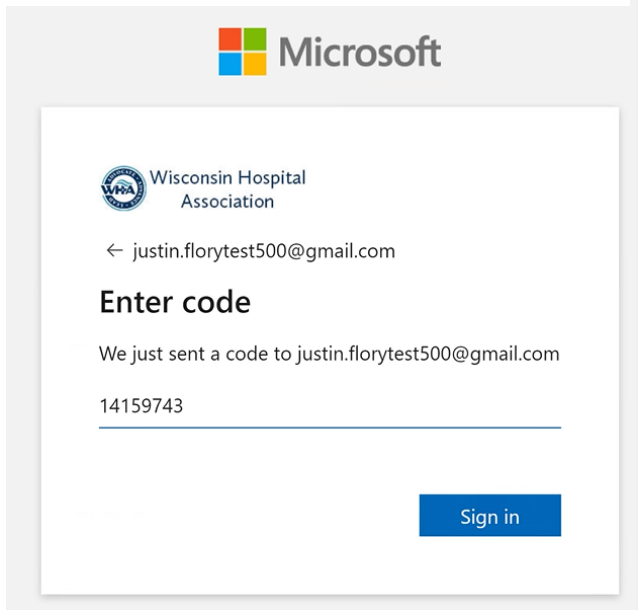 Microsoft
WHA
Wisconsin Hospital
Association
← justin.florytest500@gmail.com
Enter code
We just sent a code to justin.florytest500@gmail.com
14159743
Sign in